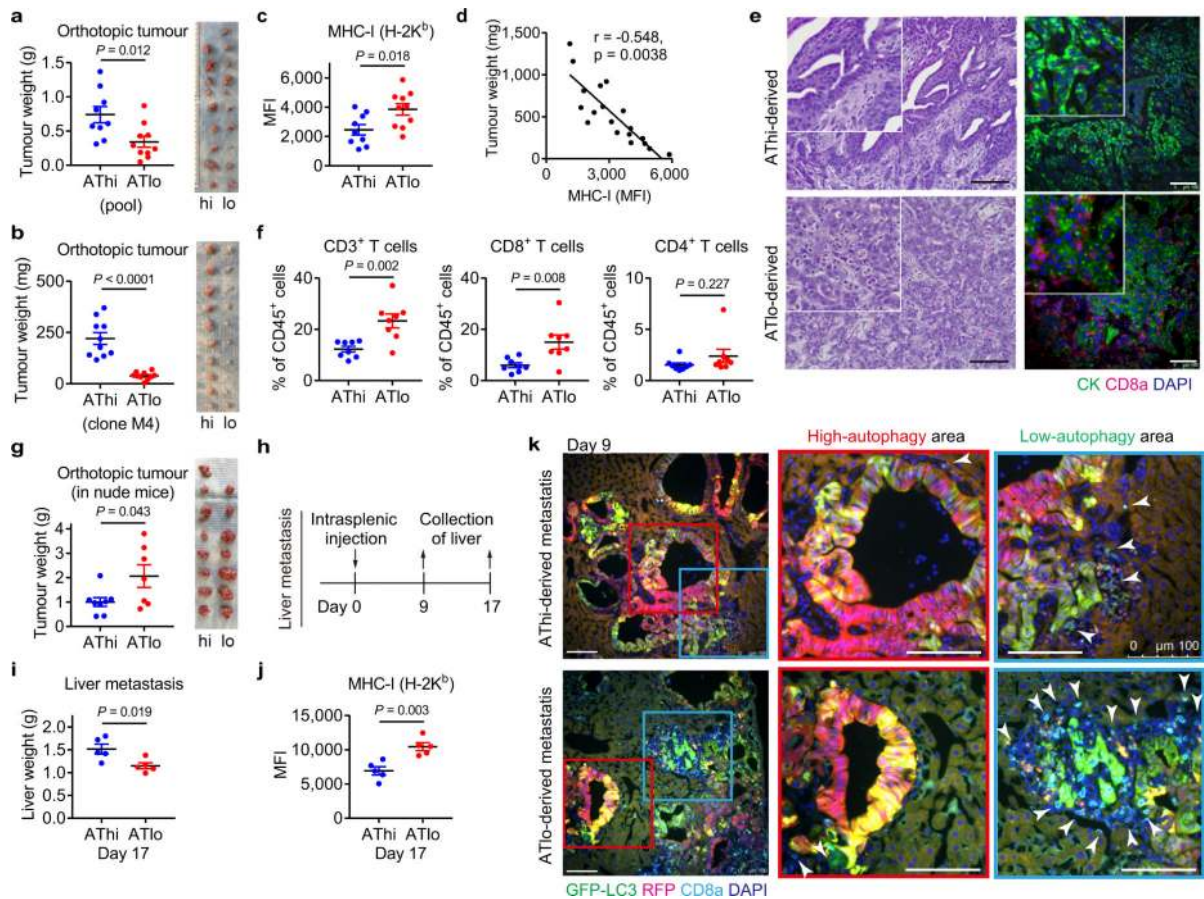 a
Orthotopic tumour
P = 0.012
Tumour weight (g)
1.5
1.0
0.5
0.0
AThi ATlo
(pool)
hi lo
b
Orthotopic tumour
P < 0.0001
Tumour weight (mg)
500
250
0
AThi ATlo
(clone M4)
hi lo
c
MHC-I (H-2Kᵇ)
P = 0.018
MFI
6,000
4,000
2,000
0
AThi ATlo
d
Tumour weight (mg)
1,500
1,000
500
0
r = -0.548,
p = 0.0038
0 3,000 6,000
MHC-I (MFI)
e
AThi-derived
ATlo-derived
CK CD8a DAPI
f
CD3⁺ T cells
P = 0.002
% of CD45⁺ cells
40
20
0
AThi ATlo
CD8⁺ T cells
P = 0.008
% of CD45⁺ cells
40
20
0
AThi ATlo
CD4⁺ T cells
P = 0.227
% of CD45⁺ cells
10
5
0
AThi ATlo
g
Orthotopic tumour
(in nude mice)
P = 0.043
Tumour weight (g)
4
3
2
1
0
AThi ATlo
hi lo
h
Liver metastasis
Intrasplenic
injection
Collection
of liver
Day 0 9 17
i
Liver metastasis
P = 0.019
Liver weight (g)
2.0
1.5
1.0
0.5
0.0
AThi ATlo
Day 17
j
MHC-I (H-2Kᵇ)
P = 0.003
MFI
15,000
10,000
5,000
0
AThi ATlo
Day 17
k
Day 9
High-autophagy area
Low-autophagy area
AThi-derived metastatis
0 µm 100
ATlo-derived metastatis
GFP-LC3 RFP CD8a DAPI